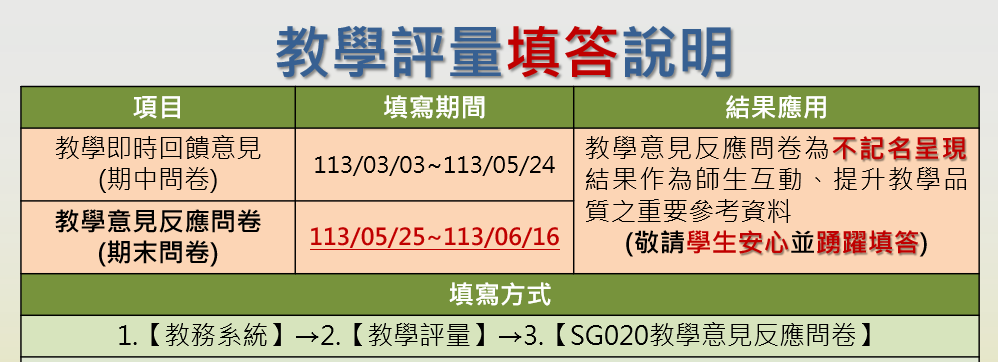 教學評量填答說明
項目
填寫期間
結果應用
教學即時回饋意見
(期中問卷)
113/03/03~113/05/24
教學意見反應問卷
(期末問卷)
113/05/25~113/06/16
教學意見反應問卷為不記名呈現
結果作為師生互動、提升教學品
質之重要參考資料
(敬請學生安心並踴躍填答)
填寫方式
1.【教務系統】→2.【教學評量】→3.【SG020教學意見反應問卷】